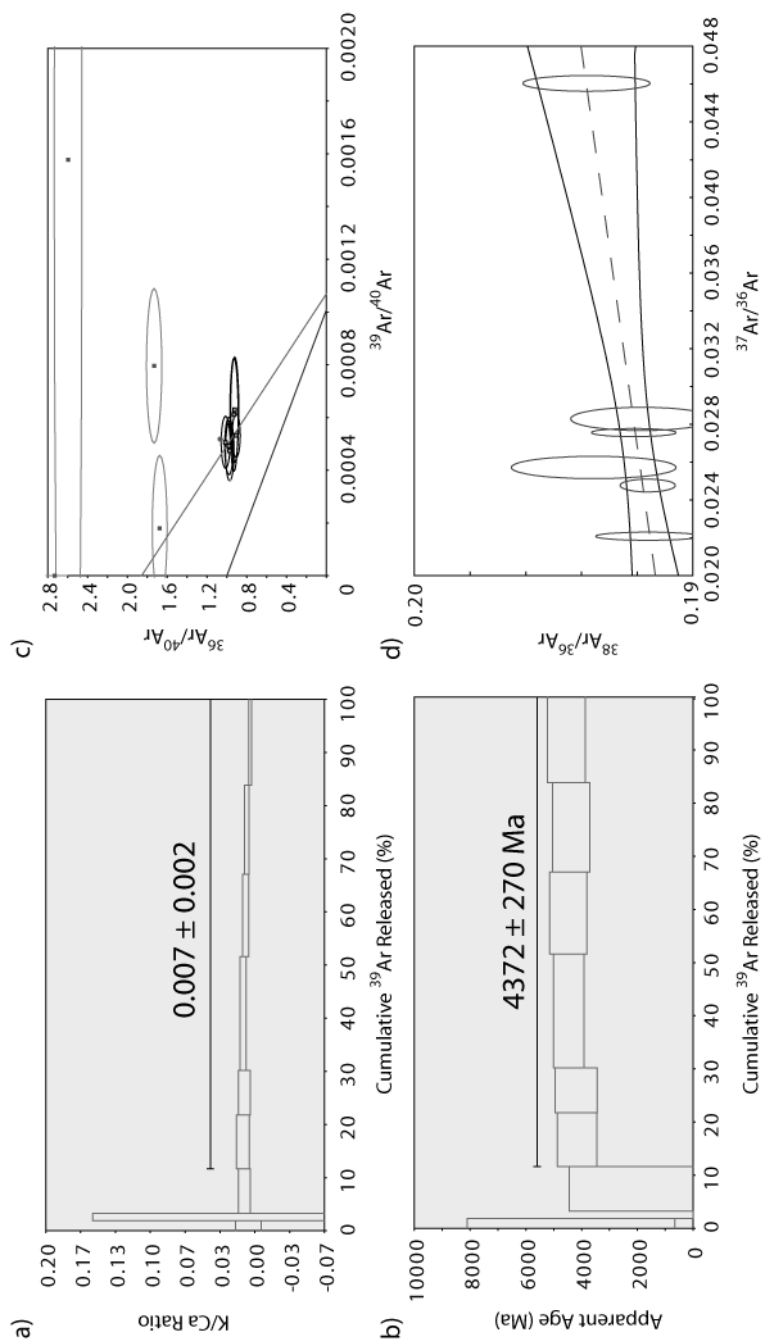 a)
K/Ca Ratio
0.20
0.17
0.13
0.10
0.07
0.03
0.00
-0.03
-0.07
0.007 ± 0.002
0 10 20 30 40 50 60 70 80 90 100
Cumulative ³⁹Ar Released (%)
b)
Apparent Age (Ma)
10000
8000
6000
4000
2000
0
4372 ± 270 Ma
0 10 20 30 40 50 60 70 80 90 100
Cumulative ³⁹Ar Released (%)
c)
³⁶Ar/⁴⁰Ar
2.8
2.4
2.0
1.6
1.2
0.8
0.4
0 0.0004 0.0008 0.0012 0.0016 0.0020
³⁹Ar/⁴⁰Ar
d)
³⁸Ar/³⁶Ar
0.20
0.19
0.020 0.024 0.028 0.032 0.036 0.040 0.044 0.048
³⁷Ar/³⁶Ar